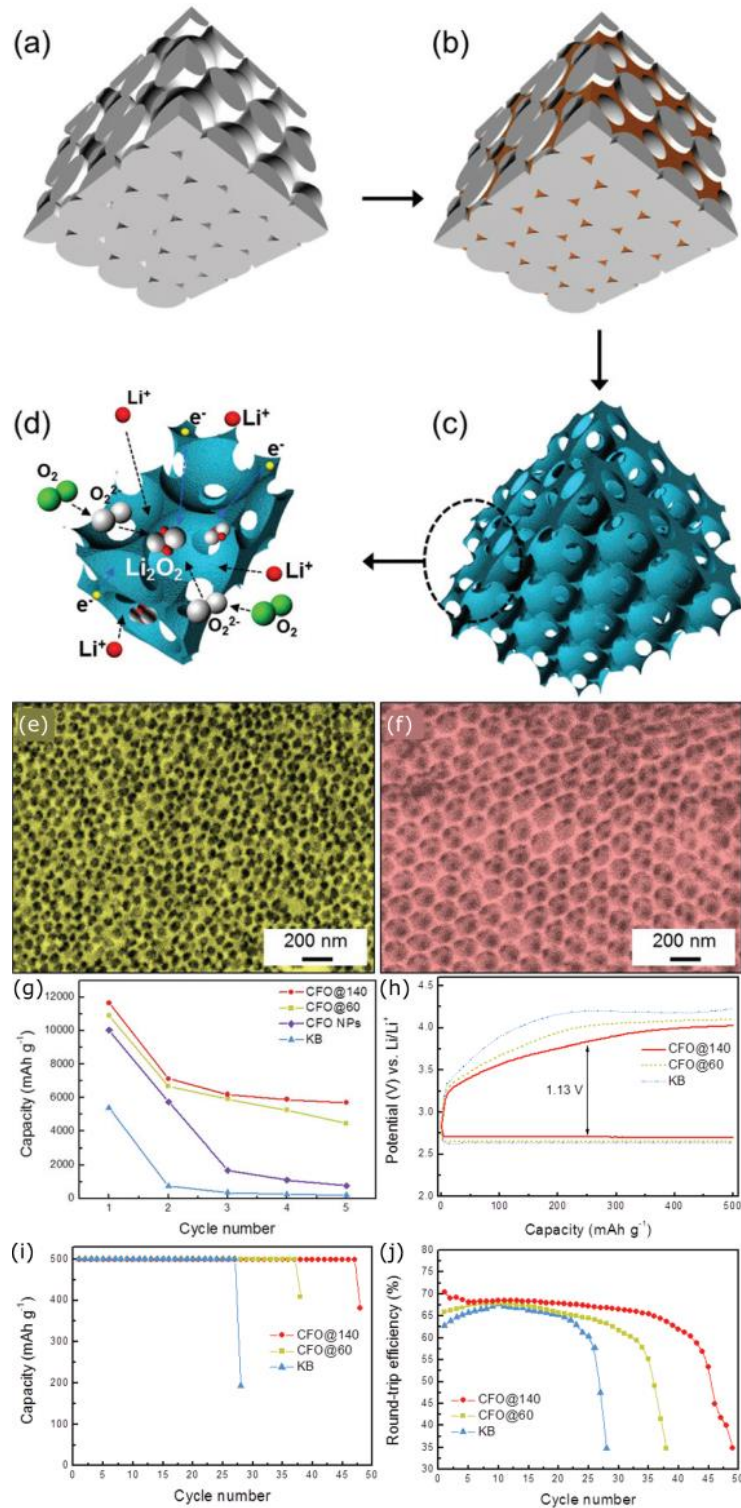 (a)
(b)
(d)
(c)
Li⁺
e⁻
Li⁺
e⁻
O₂
O₂²⁻
Li₂O₂
Li⁺
e⁻
O₂²⁻
O₂
Li⁺
(e)
200 nm
(f)
200 nm
(g)
CFO@140
CFO@60
CFO NPs
KB
12000
10000
8000
6000
4000
2000
0
Capacity (mAh g⁻¹)
1 2 3 4 5
Cycle number
(h)
4.5
4.0
3.5
3.0
2.5
2.0
Potential (V) vs. Li/Li⁺
CFO@140
CFO@60
KB
1.13 V
0 100 200 300 400 500
Capacity (mAh g⁻¹)
(i)
500
400
300
200
100
0
Capacity (mAh g⁻¹)
CFO@140
CFO@60
KB
0 5 10 15 20 25 30 35 40 45 50
Cycle number
(j)
80
75
70
65
60
55
50
45
40
35
30
Round-trip efficiency (%)
CFO@140
CFO@60
KB
0 5 10 15 20 25 30 35 40 45 50
Cycle number